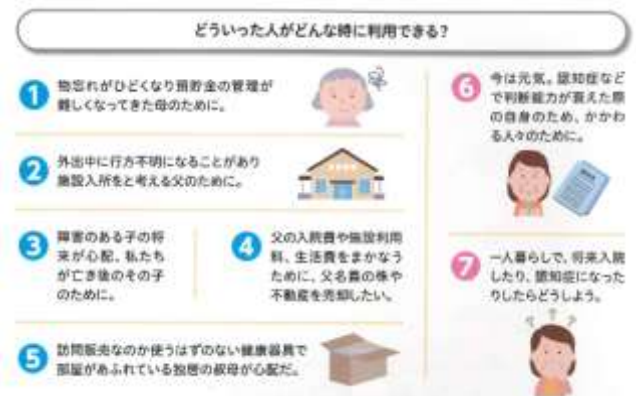 どういった人がどんな時に利用できる?
1
物忘れがひどくなり預貯金の管理が
難しくなってきた母のために。
2
外出中に行方不明になることがあり
施設入所をと考える父のために。
3
障害のある子の将
来が心配、私たち
が亡き後のその子
のために。
4
父の入院費や施設利用
料、生活費をまかなう
ために、父名義の株や
不動産を売却したい。
5
訪問販売なのか使うはずのない健康器具で
部屋があふれている独居の叔母が心配だ。
6
今は元気。認知症など
で判断能力が衰えた際
の自身のため、かかわ
る人々のために。
7
一人暮らしで、将来入院
したり、認知症になった
りしたらどうしよう。